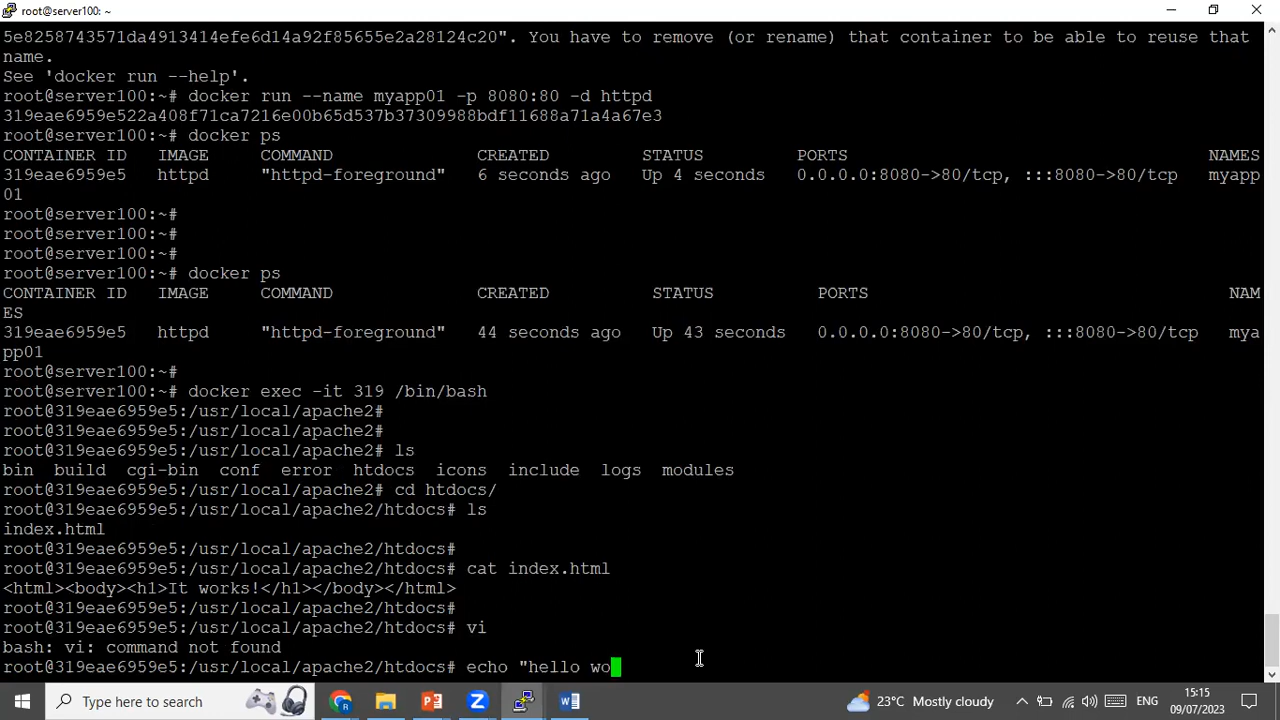 root@server100: ~
5e8258743571da4913414efe6d14a92f85655e2a28124c20". You have to remove (or rename) that container to be able to reuse that
name.
See 'docker run --help'.
root@server100:~# docker run --name myapp01 -p 8080:80 -d httpd
319eae6959e522a408f71ca7216e00b65d537b37309988bdf11688a71a4a67e3
root@server100:~# docker ps
CONTAINER ID   IMAGE     COMMAND              CREATED         STATUS         PORTS                                   NAMES
319eae6959e5   httpd     "httpd-foreground"   6 seconds ago   Up 4 seconds   0.0.0.0:8080->80/tcp, :::8080->80/tcp   myapp
01
root@server100:~#
root@server100:~#
root@server100:~#
root@server100:~# docker ps
CONTAINER ID   IMAGE     COMMAND              CREATED          STATUS          PORTS                                   NAM
ES
319eae6959e5   httpd     "httpd-foreground"   44 seconds ago   Up 43 seconds   0.0.0.0:8080->80/tcp, :::8080->80/tcp   mya
pp01
root@server100:~#
root@server100:~# docker exec -it 319 /bin/bash
root@319eae6959e5:/usr/local/apache2#
root@319eae6959e5:/usr/local/apache2#
root@319eae6959e5:/usr/local/apache2# ls
bin  build  cgi-bin  conf  error  htdocs  icons  include  logs  modules
root@319eae6959e5:/usr/local/apache2# cd htdocs/
root@319eae6959e5:/usr/local/apache2/htdocs# ls
index.html
root@319eae6959e5:/usr/local/apache2/htdocs#
root@319eae6959e5:/usr/local/apache2/htdocs# cat index.html
<html><body><h1>It works!</h1></body></html>
root@319eae6959e5:/usr/local/apache2/htdocs#
root@319eae6959e5:/usr/local/apache2/htdocs# vi
bash: vi: command not found
root@319eae6959e5:/usr/local/apache2/htdocs# echo "hello wo
Type here to search
23°C Mostly cloudy
ENG
15:15
09/07/2023